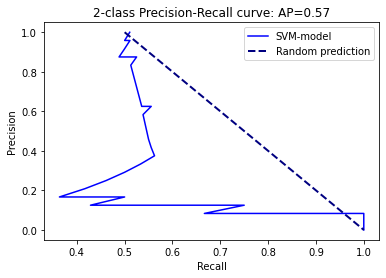 2-class Precision-Recall curve: AP=0.57
SVM-model
Random prediction
Precision
1.0
0.8
0.6
0.4
0.2
0.0
0.4 0.5 0.6 0.7 0.8 0.9 1.0
Recall